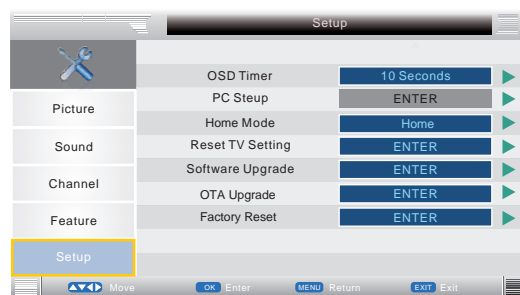 Setup
OSD Timer 10 Seconds
PC Steup ENTER
Home Mode Home
Reset TV Setting ENTER
Software Upgrade ENTER
OTA Upgrade ENTER
Factory Reset ENTER
Picture
Sound
Channel
Feature
Setup
Move OK Enter MENU Return EXIT Exit